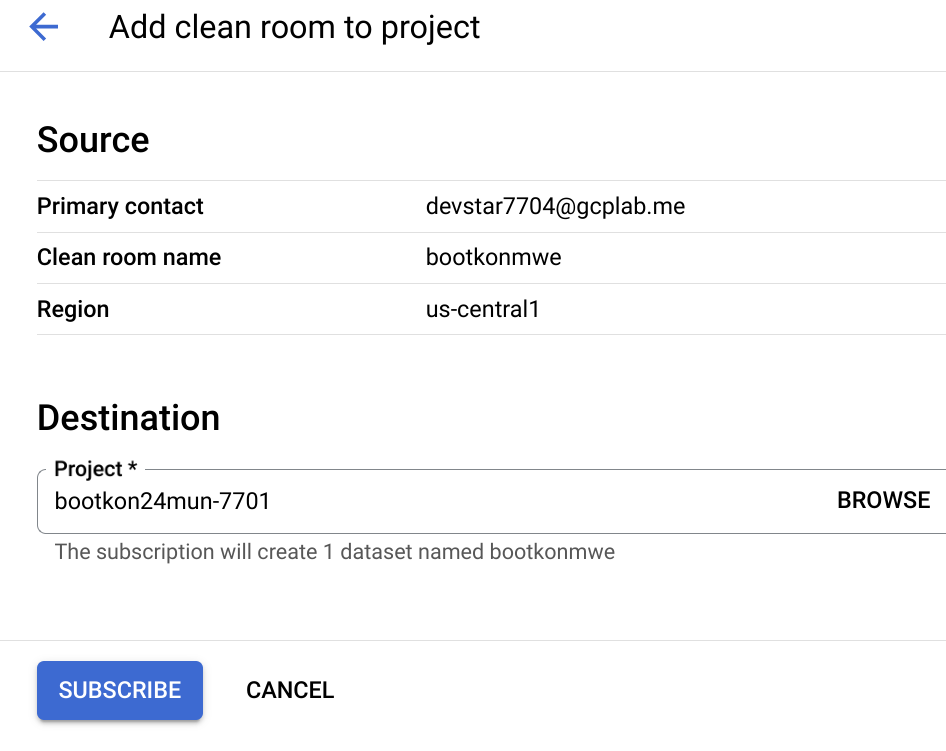 Add clean room to project
Source
Primary contact devstar7704@gcplab.me
Clean room name bootkonmwe
Region us-central1
Destination
Project *
bootkon24mun-7701 BROWSE
The subscription will create 1 dataset named bootkonmwe
SUBSCRIBE CANCEL